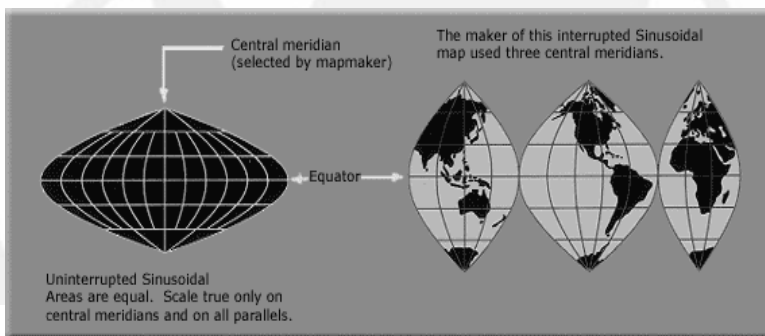 Central meridian
(selected by mapmaker)
The maker of this interrupted Sinusoidal
map used three central meridians.
Equator
Uninterrupted Sinusoidal
Areas are equal. Scale true only on
central meridians and on all parallels.